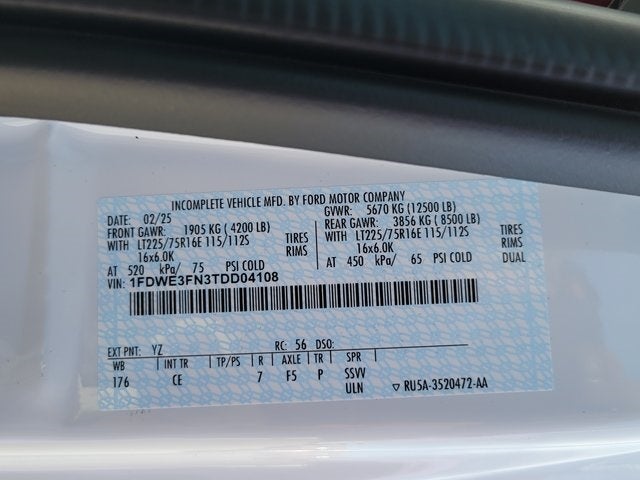 INCOMPLETE VEHICLE MFD. BY FORD MOTOR COMPANY
DATE: 02/25 GVWR: 5670 KG (12500 LB)
FRONT GAWR: 1905 KG ( 4200 LB) REAR GAWR: 3856 KG ( 8500 LB)
WITH LT225/75R16E 115/112S TIRES WITH LT225/75R16E 115/112S TIRES
16x6.0K RIMS 16x6.0K RIMS
AT 520 kPa/ 75 PSI COLD AT 450 kPa/ 65 PSI COLD DUAL
VIN: 1FDWE3FN3TDD04108
EXT PNT: YZ RC: 56 DSO:
WB INT TR TP/PS R AXLE TR SPR
176 CE 7 F5 P SSVV
ULN ▽ RU5A-3520472-AA